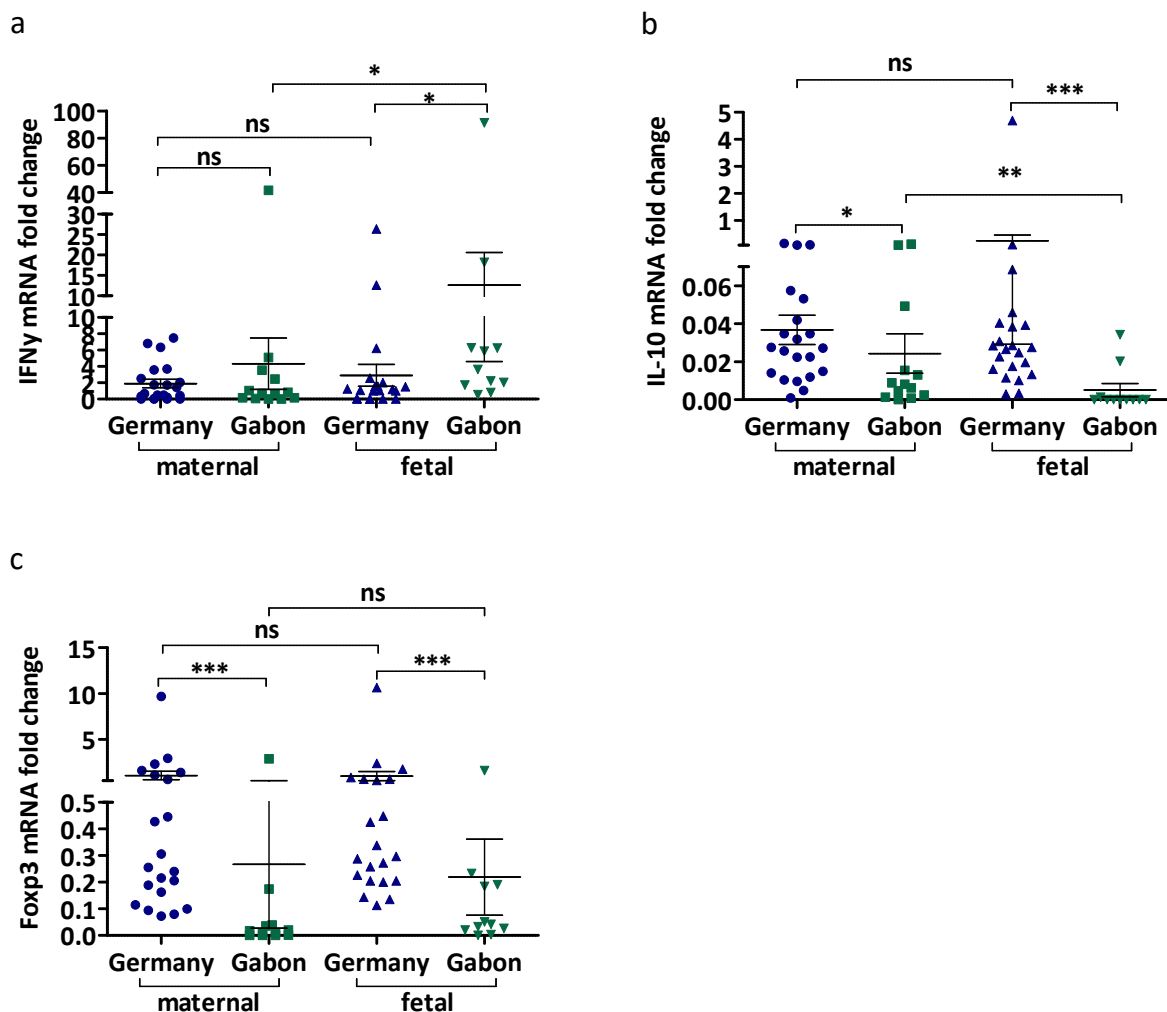 a
*
*
ns
ns
IFNγ mRNA fold change
100
80
60
40
30
20
15
10
10
8
6
4
2
0
Germany Gabon Germany Gabon
maternal fetal
b
ns
***
**
*
IL-10 mRNA fold change
5
4
3
2
1
0.06
0.04
0.02
0.00
Germany Gabon Germany Gabon
maternal fetal
c
ns
ns
***
***
Foxp3 mRNA fold change
15
10
5
0.5
0.4
0.3
0.2
0.1
0.0
Germany Gabon Germany Gabon
maternal fetal